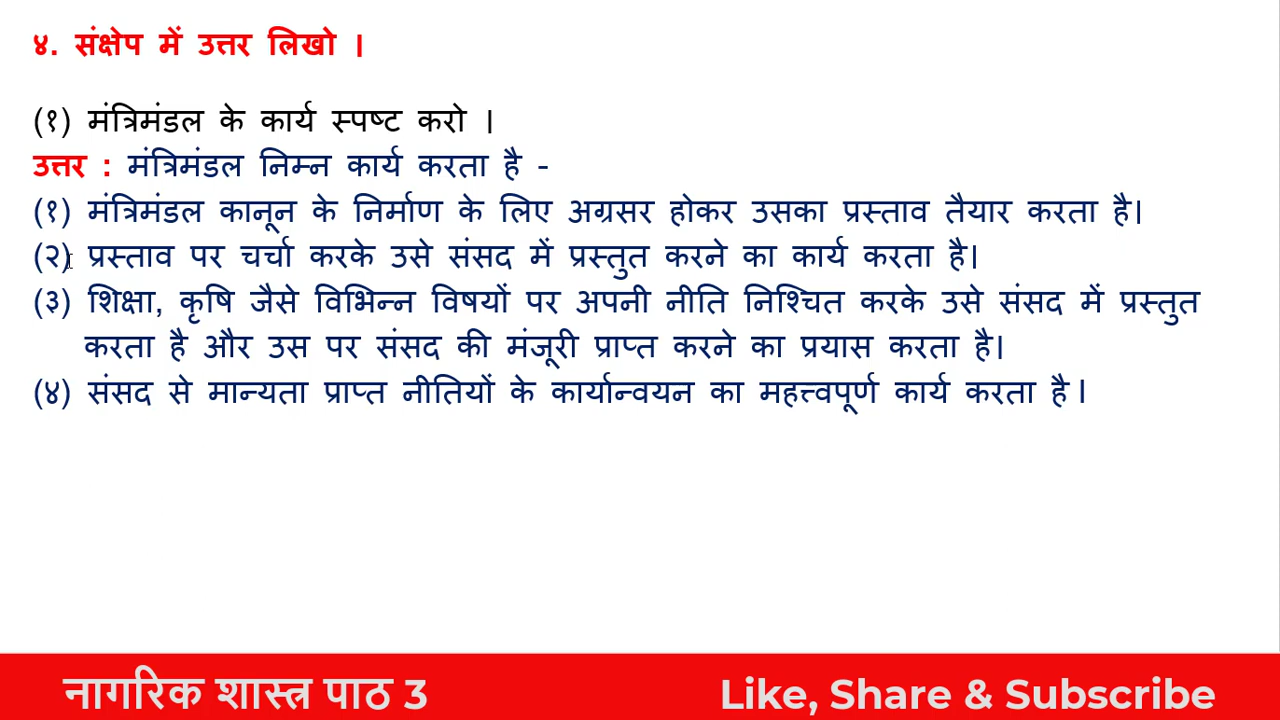 ४. संक्षेप में उत्तर लिखो ।
(१) मंत्रिमंडल के कार्य स्पष्ट करो ।
उत्तर : मंत्रिमंडल निम्न कार्य करता है -
(१) मंत्रिमंडल कानून के निर्माण के लिए अग्रसर होकर उसका प्रस्ताव तैयार करता है।
(२) प्रस्ताव पर चर्चा करके उसे संसद में प्रस्तुत करने का कार्य करता है।
(३) शिक्षा, कृषि जैसे विभिन्न विषयों पर अपनी नीति निश्चित करके उसे संसद में प्रस्तुत
करता है और उस पर संसद की मंजूरी प्राप्त करने का प्रयास करता है।
(४) संसद से मान्यता प्राप्त नीतियों के कार्यान्वयन का महत्त्वपूर्ण कार्य करता है।
नागरिक शास्त्र पाठ 3
Like, Share & Subscribe